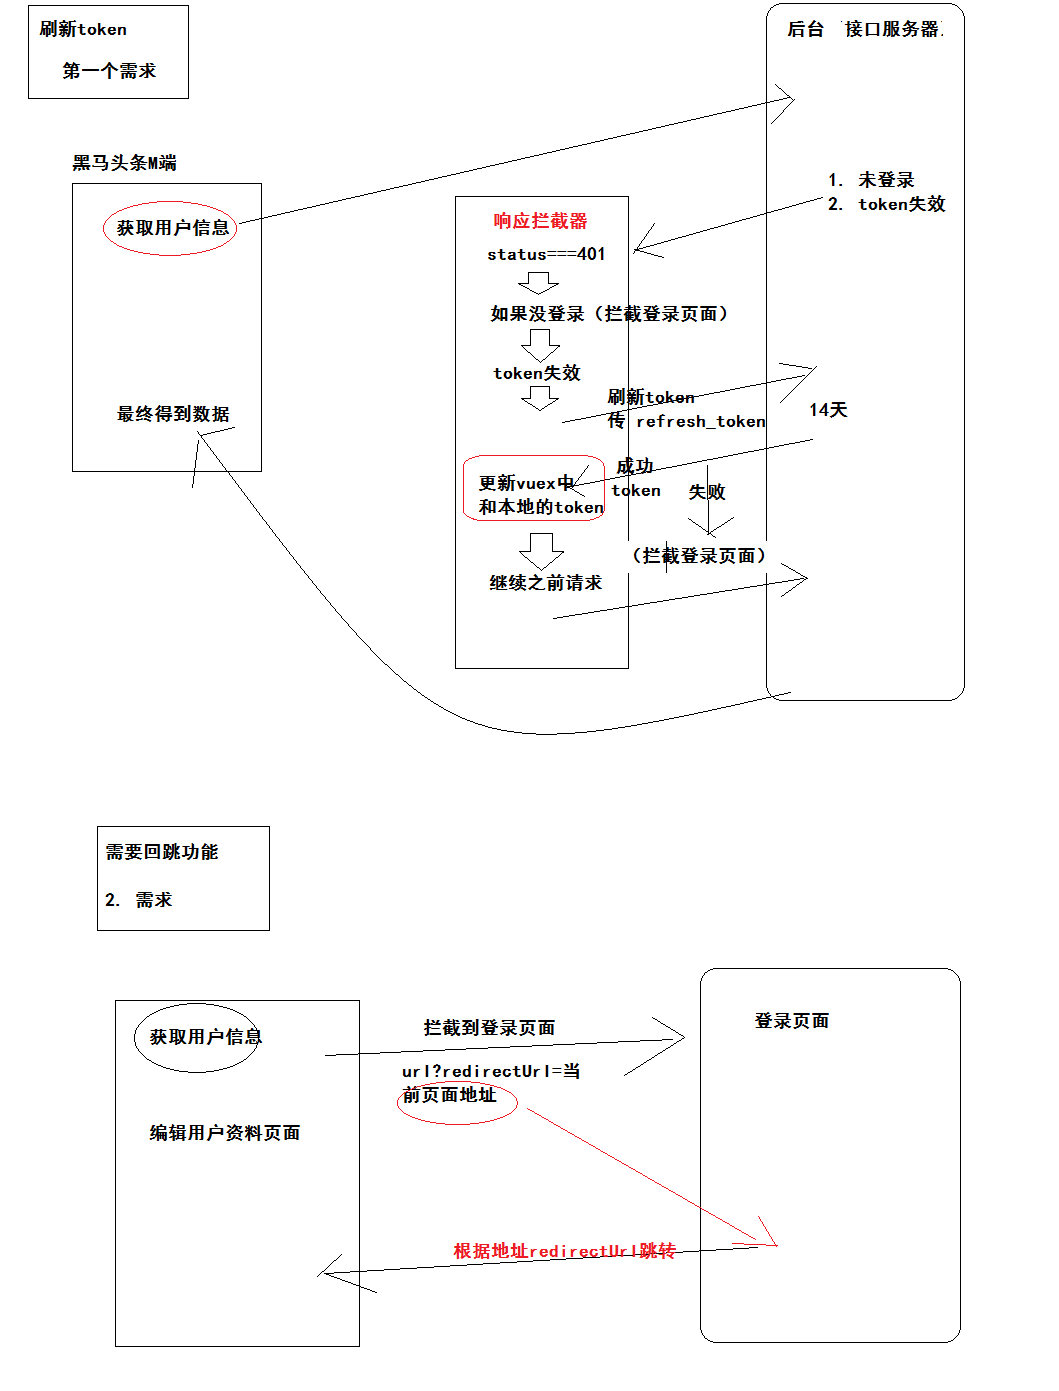 刷新token
第一个需求
后台 接口服务器
黑马头条M端
获取用户信息
最终得到数据
响应拦截器
status===401
如果没登录（拦截登录页面）
token失效
1. 未登录
2. token失效
刷新token
传 refresh_token
14天
成功
token
失败
更新vuex中
和本地的token
（拦截登录页面）
继续之前请求
需要回跳功能
2. 需求
获取用户信息
编辑用户资料页面
拦截到登录页面
url?redirectUrl=当
前页面地址
登录页面
根据地址redirectUrl跳转